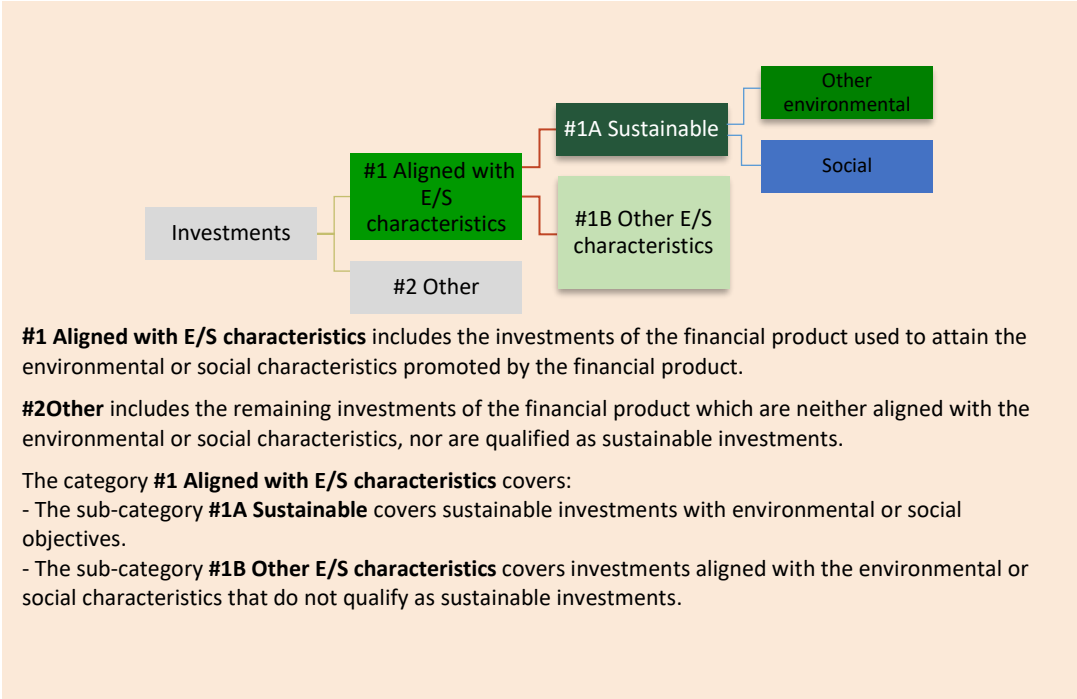 Other
environmental
#1A Sustainable
Social
#1 Aligned with
E/S
characteristics
#1B Other E/S
characteristics
Investments
#2 Other
#1 Aligned with E/S characteristics includes the investments of the financial product used to attain the
environmental or social characteristics promoted by the financial product.
#2Other includes the remaining investments of the financial product which are neither aligned with the
environmental or social characteristics, nor are qualified as sustainable investments.
The category #1 Aligned with E/S characteristics covers:
- The sub-category #1A Sustainable covers sustainable investments with environmental or social
objectives.
- The sub-category #1B Other E/S characteristics covers investments aligned with the environmental or
social characteristics that do not qualify as sustainable investments.